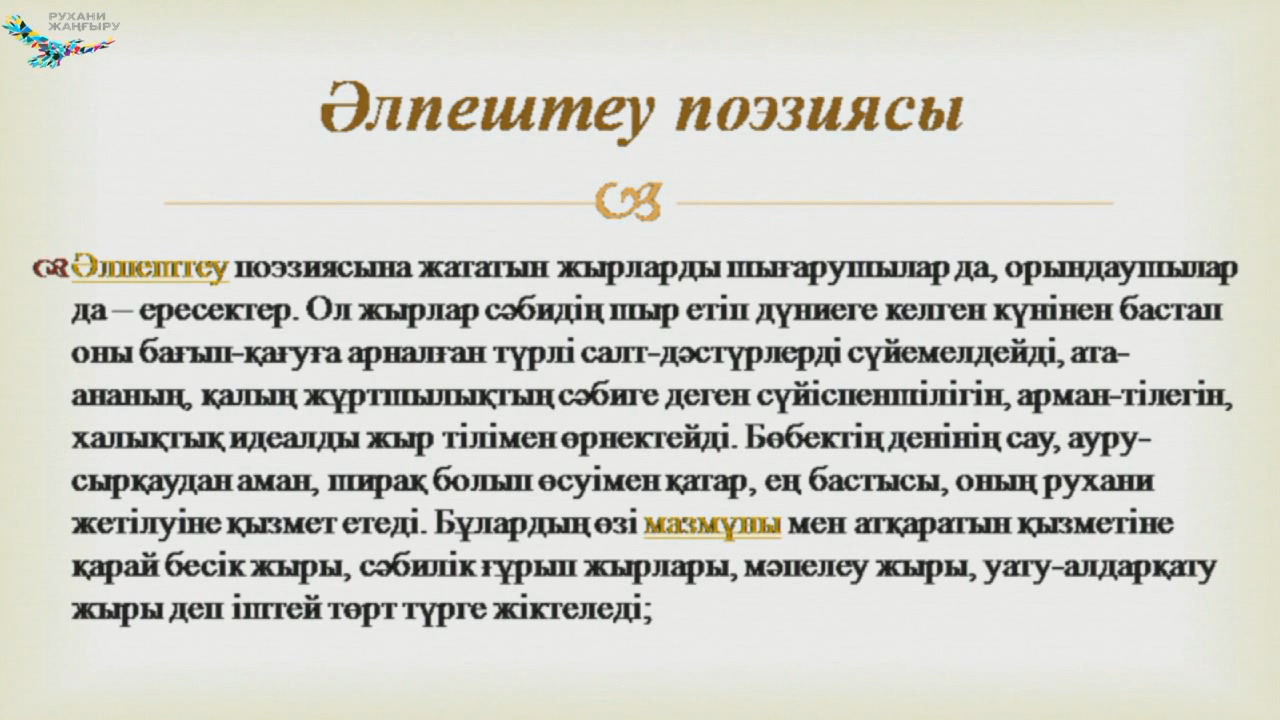 РУХАНИ
ЖАҢҒЫРУ
Әлпештеу поэзиясы
Әлпештеу поэзиясына жататын жырларды шығарушылар да, орындаушылар
да – ересектер. Ол жырлар сәбидің шыр етіп дүниеге келген күнінен бастап
оны бағып-қағуға арналған түрлі салт-дәстүрлерді сүйемелдейді, ата-
ананың, қалың жұртшылықтың сәбиге деген сүйіспеншілігін, арман-тілегін,
халықтық идеалды жыр тілімен өрнектейді. Бөбектің денінің сау, ауру-
сырқаудан аман, ширақ болып өсуімен қатар, ең бастысы, оның рухани
жетілуіне қызмет етеді. Бұлардың өзі мазмұны мен атқаратын қызметіне
қарай бесік жыры, сәбилік ғұрып жырлары, мәпелеу жыры, уату-алдарқату
жыры деп іштей төрт түрге жіктеледі;